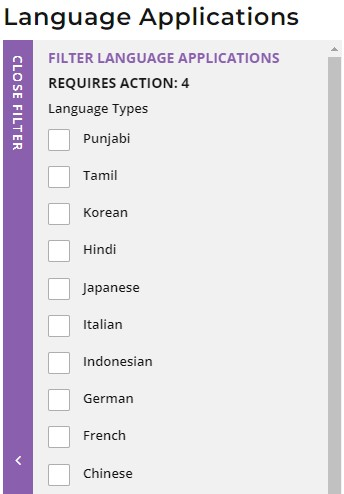 Language Applications
CLOSE FILTER
FILTER LANGUAGE APPLICATIONS
REQUIRES ACTION: 4
Language Types
Punjabi
Tamil
Korean
Hindi
Japanese
Italian
Indonesian
German
French
Chinese